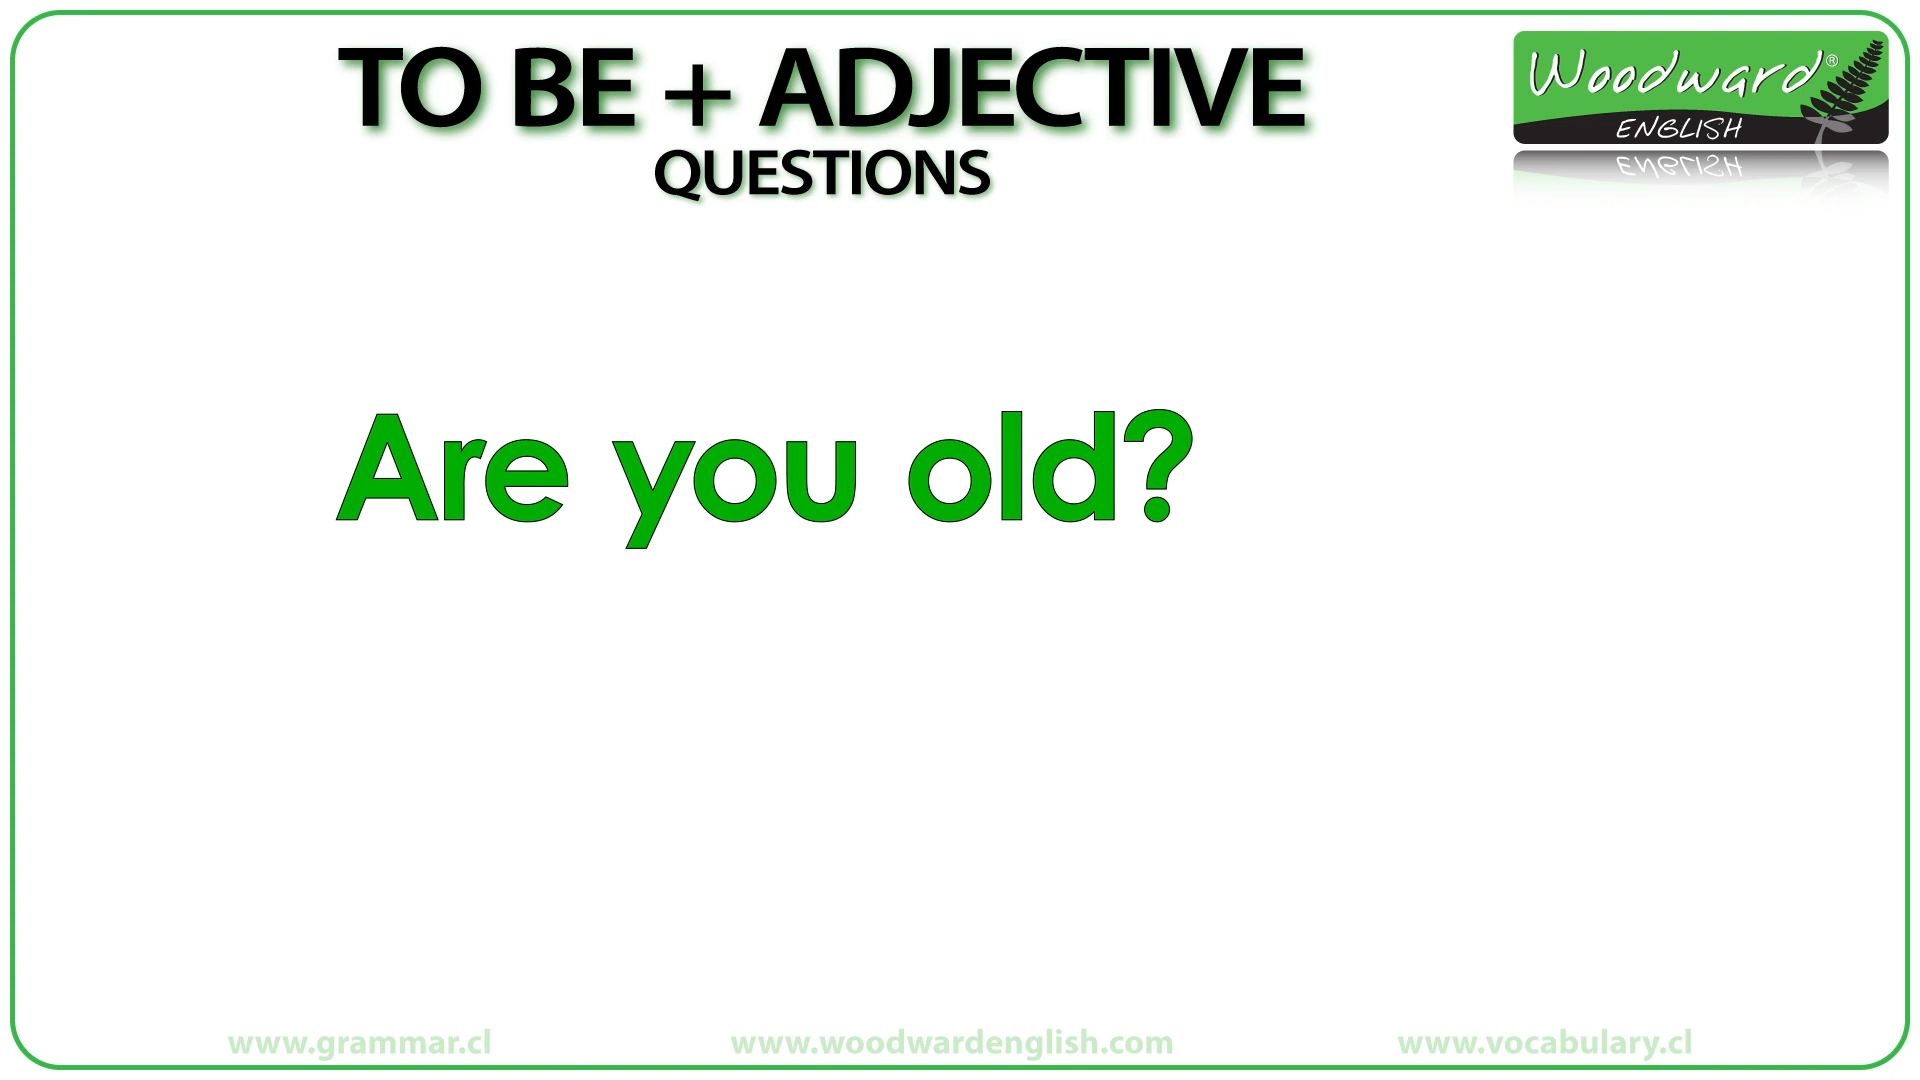 TO BE + ADJECTIVE
QUESTIONS
Woodward®
ENGLISH
Are you old?
www.grammar.cl
www.woodwardenglish.com
www.vocabulary.cl